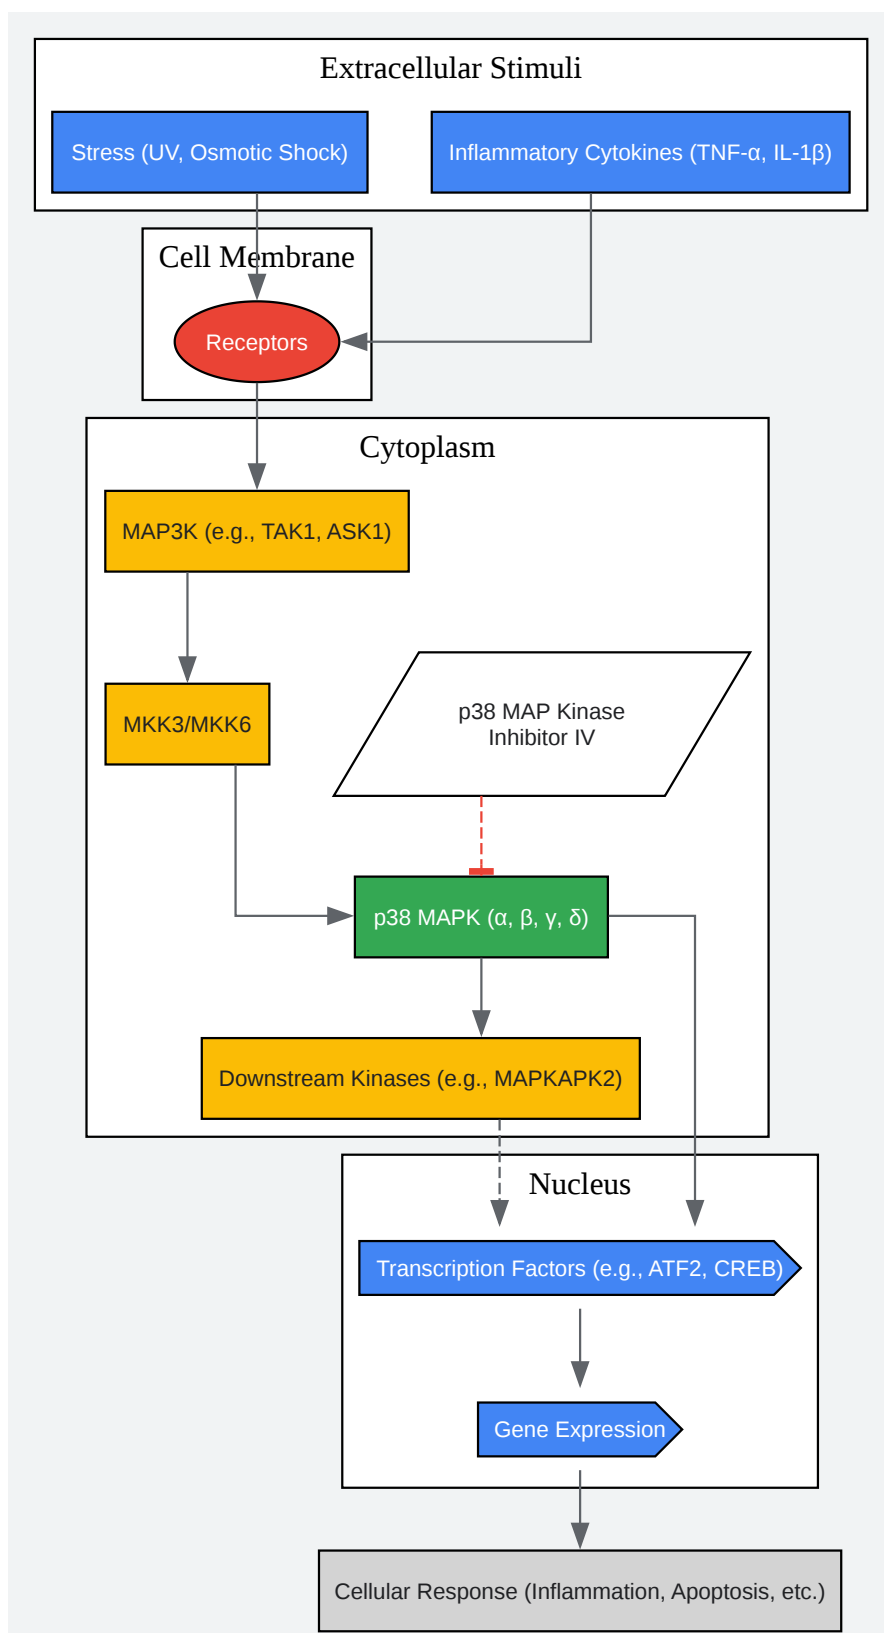 Extracellular Stimuli
Stress (UV, Osmotic Shock)
Inflammatory Cytokines (TNF-α, IL-1β)
Cell Membrane
Receptors
Cytoplasm
MAP3K (e.g., TAK1, ASK1)
MKK3/MKK6
p38 MAP Kinase
Inhibitor IV
p38 MAPK (α, β, γ, δ)
Downstream Kinases (e.g., MAPKAPK2)
Nucleus
Transcription Factors (e.g., ATF2, CREB)
Gene Expression
Cellular Response (Inflammation, Apoptosis, etc.)